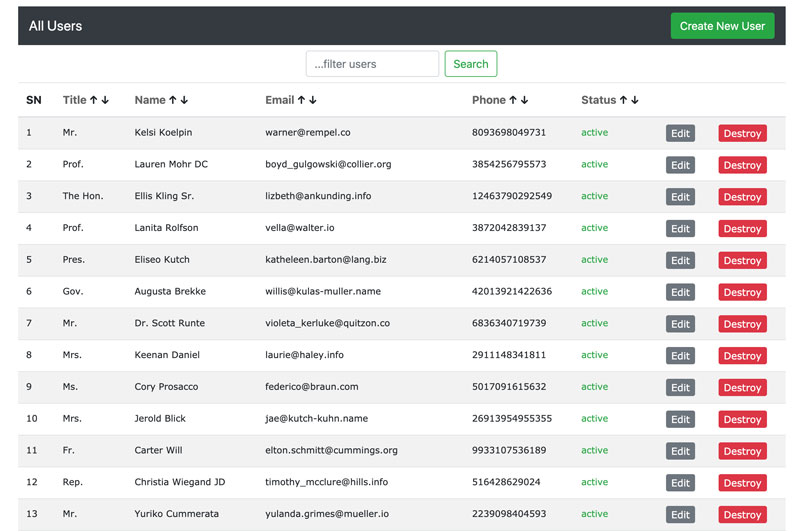 All Users Create New User
...filter users Search
SN Title ↑ ↓ Name ↑ ↓ Email ↑ ↓ Phone ↑ ↓ Status ↑ ↓
1 Mr. Kelsi Koelpin warner@rempel.co 8093698049731 active Edit Destroy
2 Prof. Lauren Mohr DC boyd_gulgowski@collier.org 3854256795573 active Edit Destroy
3 The Hon. Ellis Kling Sr. lizbeth@ankunding.info 12463790292549 active Edit Destroy
4 Prof. Lanita Rolfson vella@walter.io 3872042839137 active Edit Destroy
5 Pres. Eliseo Kutch katheleen.barton@lang.biz 6214057108537 active Edit Destroy
6 Gov. Augusta Brekke willis@kulas-muller.name 42013921422636 active Edit Destroy
7 Mr. Dr. Scott Runte violeta_kerluke@quitzon.co 6836340719739 active Edit Destroy
8 Mrs. Keenan Daniel laurie@haley.info 2911148341811 active Edit Destroy
9 Ms. Cory Prosacco federico@braun.com 5017091615632 active Edit Destroy
10 Mrs. Jerold Blick jae@kutch-kuhn.name 26913954955355 active Edit Destroy
11 Fr. Carter Will elton.schmitt@cummings.org 9933107536189 active Edit Destroy
12 Rep. Christia Wiegand JD timothy_mcclure@hills.info 516428629024 active Edit Destroy
13 Mr. Yuriko Cummerata yulanda.grimes@mueller.io 2239098404593 active Edit Destroy